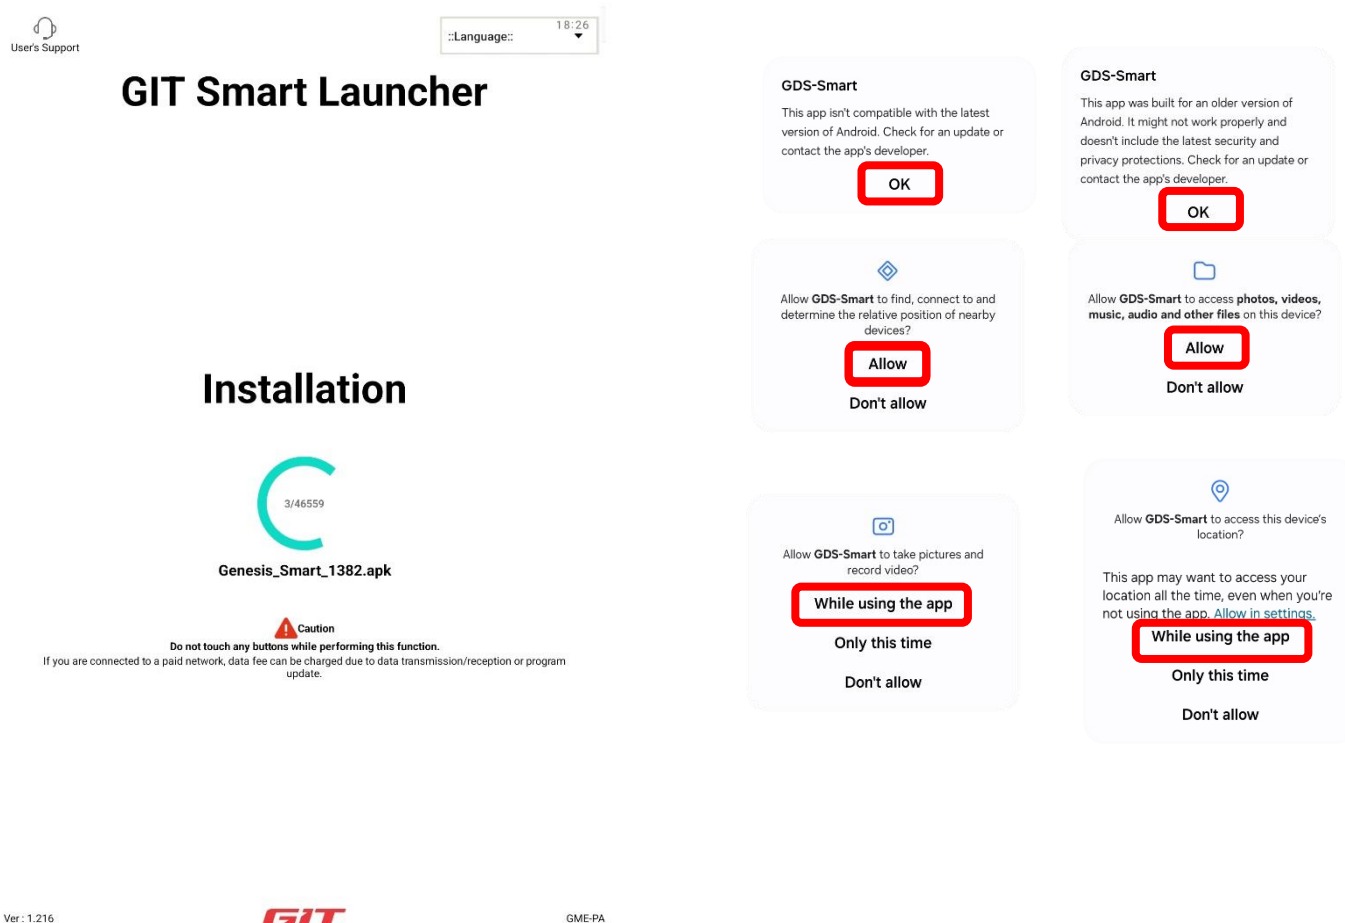 18:26
::Language::
User's Support
GIT Smart Launcher
Installation
3/46559
Genesis_Smart_1382.apk
Caution
Do not touch any buttons while performing this function.
If you are connected to a paid network, data fee can be charged due to data transmission/reception or program
update.
Ver : 1.216
GIT
GME-PA
GDS-Smart
This app isn't compatible with the latest
version of Android. Check for an update or
contact the app's developer.
OK
GDS-Smart
This app was built for an older version of
Android. It might not work properly and
doesn't include the latest security and
privacy protections. Check for an update or
contact the app's developer.
OK
Allow GDS-Smart to find, connect to and
determine the relative position of nearby
devices?
Allow
Don't allow
Allow GDS-Smart to access photos, videos,
music, audio and other files on this device?
Allow
Don't allow
Allow GDS-Smart to take pictures and
record video?
While using the app
Only this time
Don't allow
Allow GDS-Smart to access this device's
location?
This app may want to access your
location all the time, even when you're
not using the app. Allow in settings.
While using the app
Only this time
Don't allow